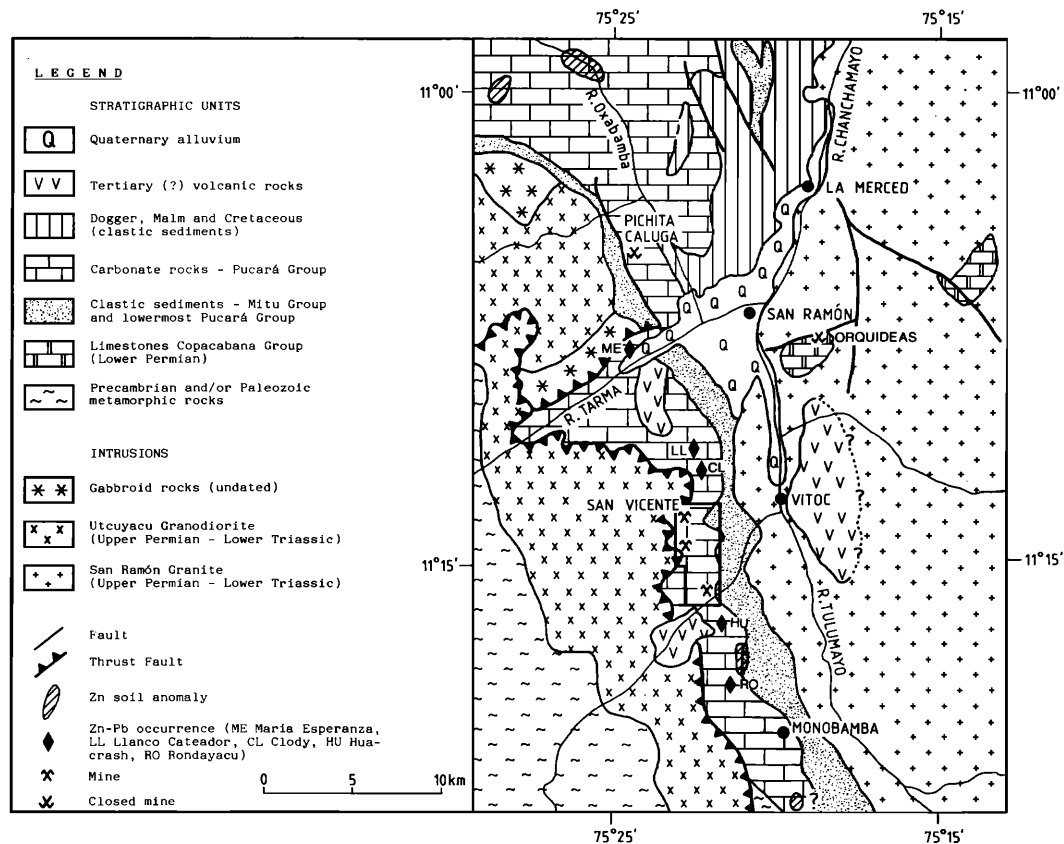 LEGEND
STRATIGRAPHIC UNITS
Q Quaternary alluvium
V V Tertiary (?) volcanic rocks
Dogger, Malm and Cretaceous
(clastic sediments)
Carbonate rocks - Pucará Group
Clastic sediments - Mitu Group
and lowermost Pucará Group
Limestones Copacabana Group
(Lower Permian)
Precambrian and/or Paleozoic
metamorphic rocks
INTRUSIONS
Gabbroid rocks (undated)
Utcuyacu Granodiorite
(Upper Permian - Lower Triassic)
San Ramón Granite
(Upper Permian - Lower Triassic)
Fault
Thrust Fault
Zn soil anomaly
Zn-Pb occurrence (ME María Esperanza,
LL Llanco Cateador, CL Clody, HU Hua-
crash, RO Rondayacu)
Mine
Closed mine
0 5 10km
75°25' 75°15'
11°00' 11°00'
R. Oxabamba
R. CHANCHAMAYO
LA MERCED
PICHITA
CALUGA
SAN RAMÓN
DORQUIDEAS
ME
R. TARMA
LL
CL
SAN VICENTE
VITOC
11°15' 11°15'
HU
R. TULUMAYO
RO
MONOBAMBA
75°25' 75°15'